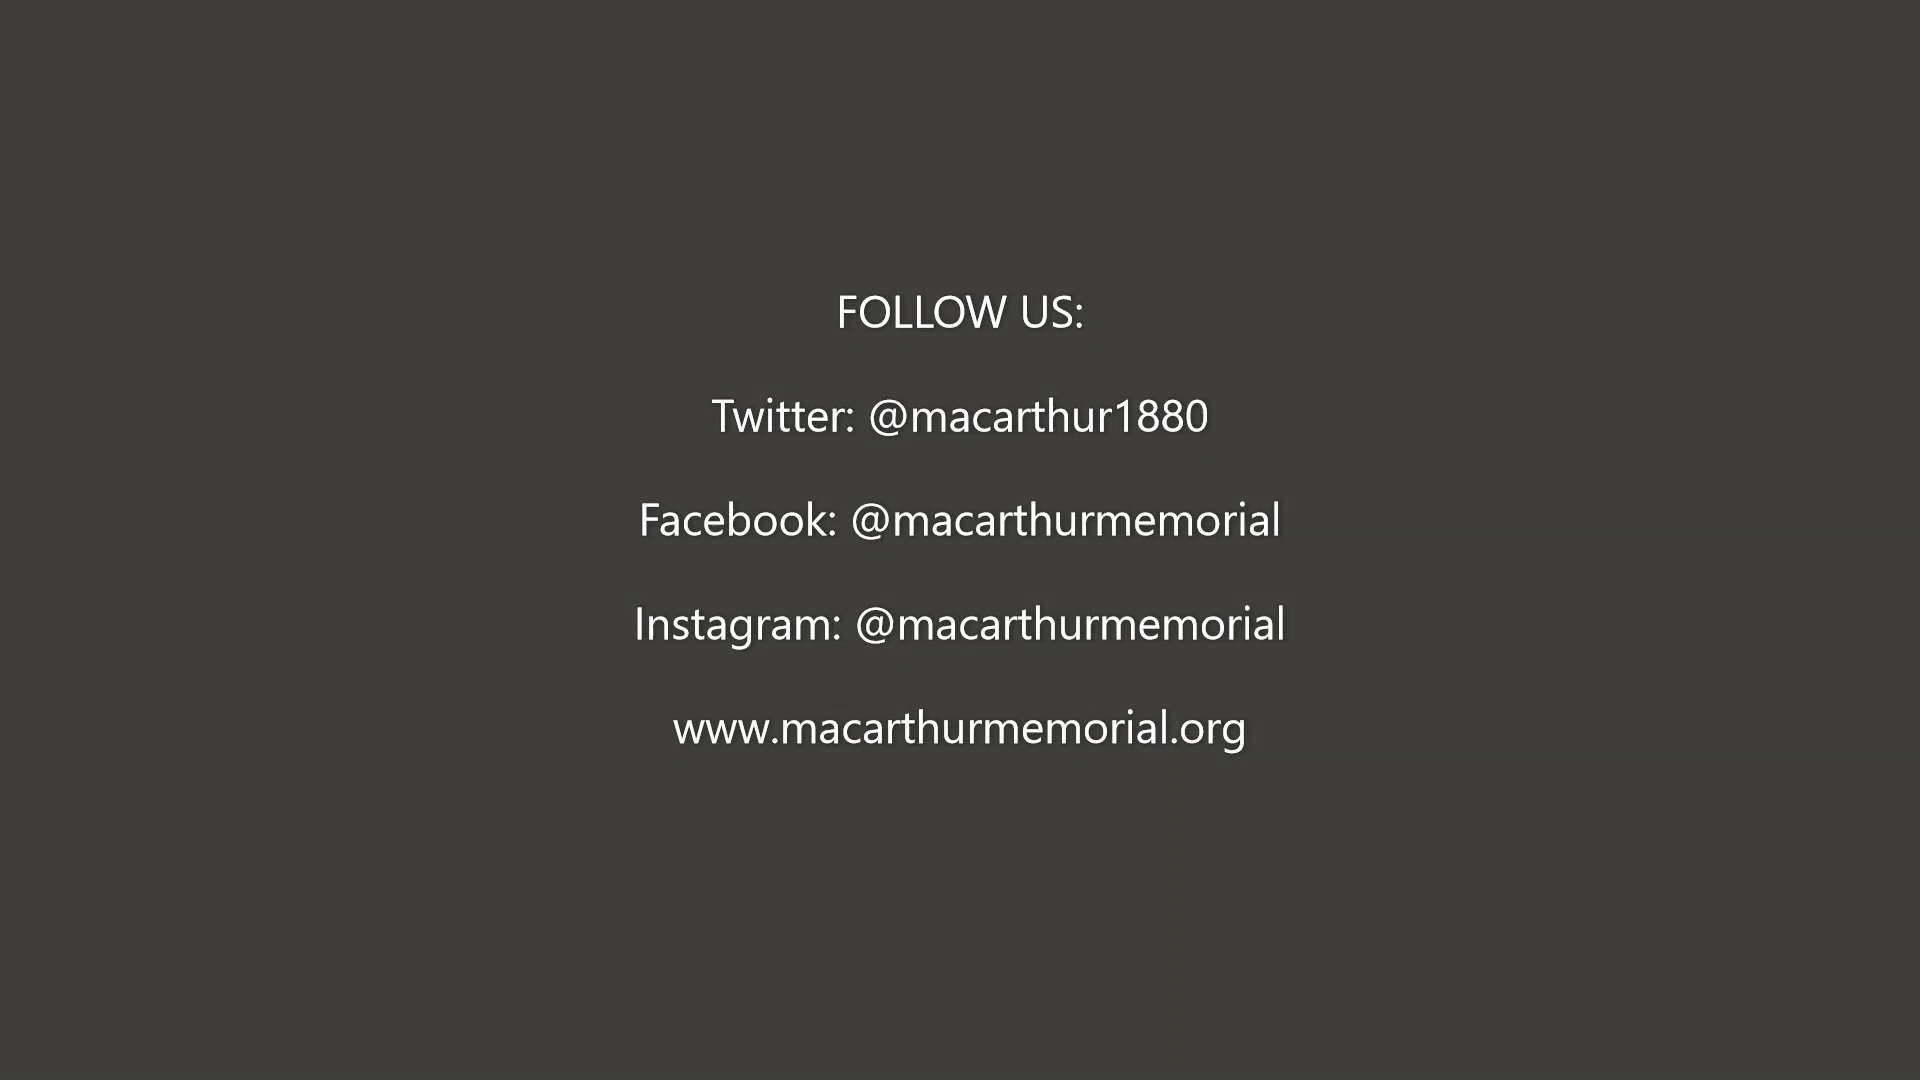 FOLLOW US:
Twitter: @macarthur1880
Facebook: @macarthurmemorial
Instagram: @macarthurmemorial
www.macarthurmemorial.org